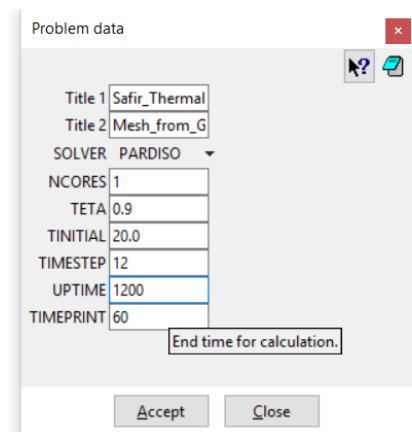 Problem data
Title 1 Safir_Thermal
Title 2 Mesh_from_G
SOLVER PARDISO
NCORES 1
TETA 0.9
TINITIAL 20.0
TIMESTEP 12
UPTIME 1200
TIMEPRINT 60
End time for calculation.
Accept Close